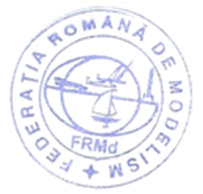 FEDERAȚIA ROMÂNĂ DE MODELISM
FRMd